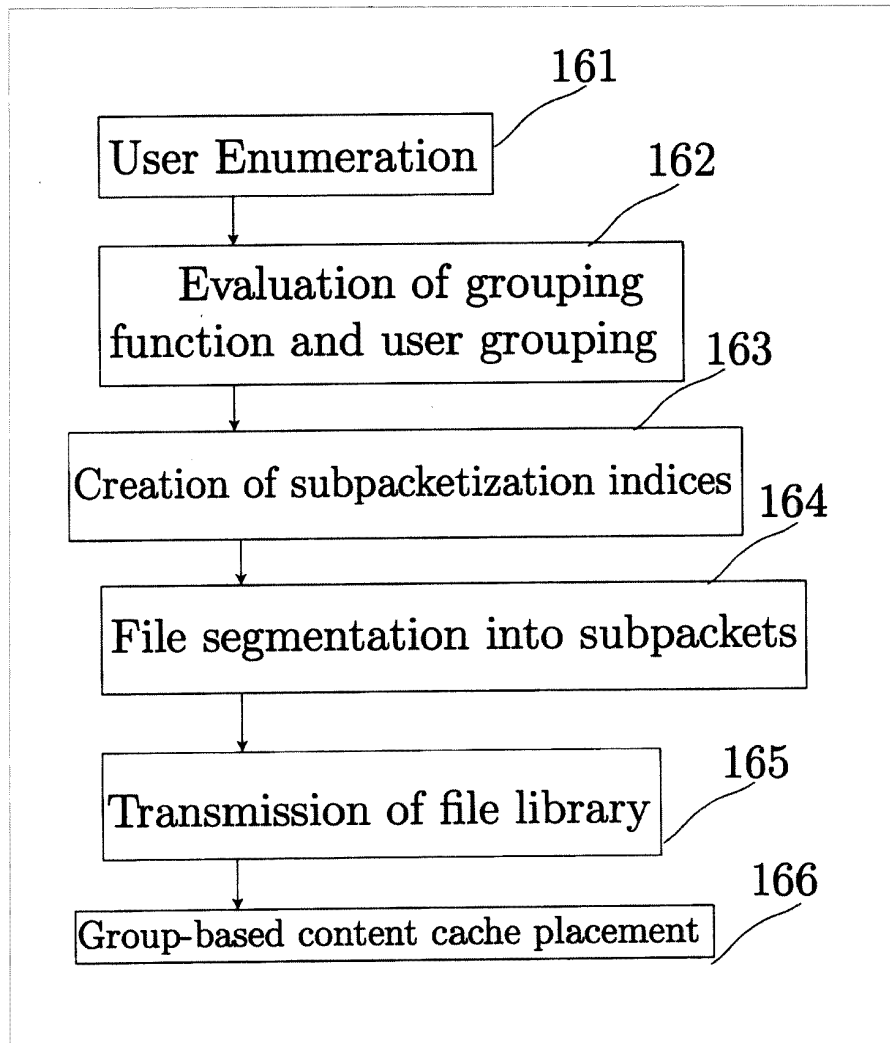 161
User Enumeration
162
Evaluation of grouping
function and user grouping
163
Creation of subpacketization indices
164
File segmentation into subpackets
165
Transmission of file library
166
Group-based content cache placement